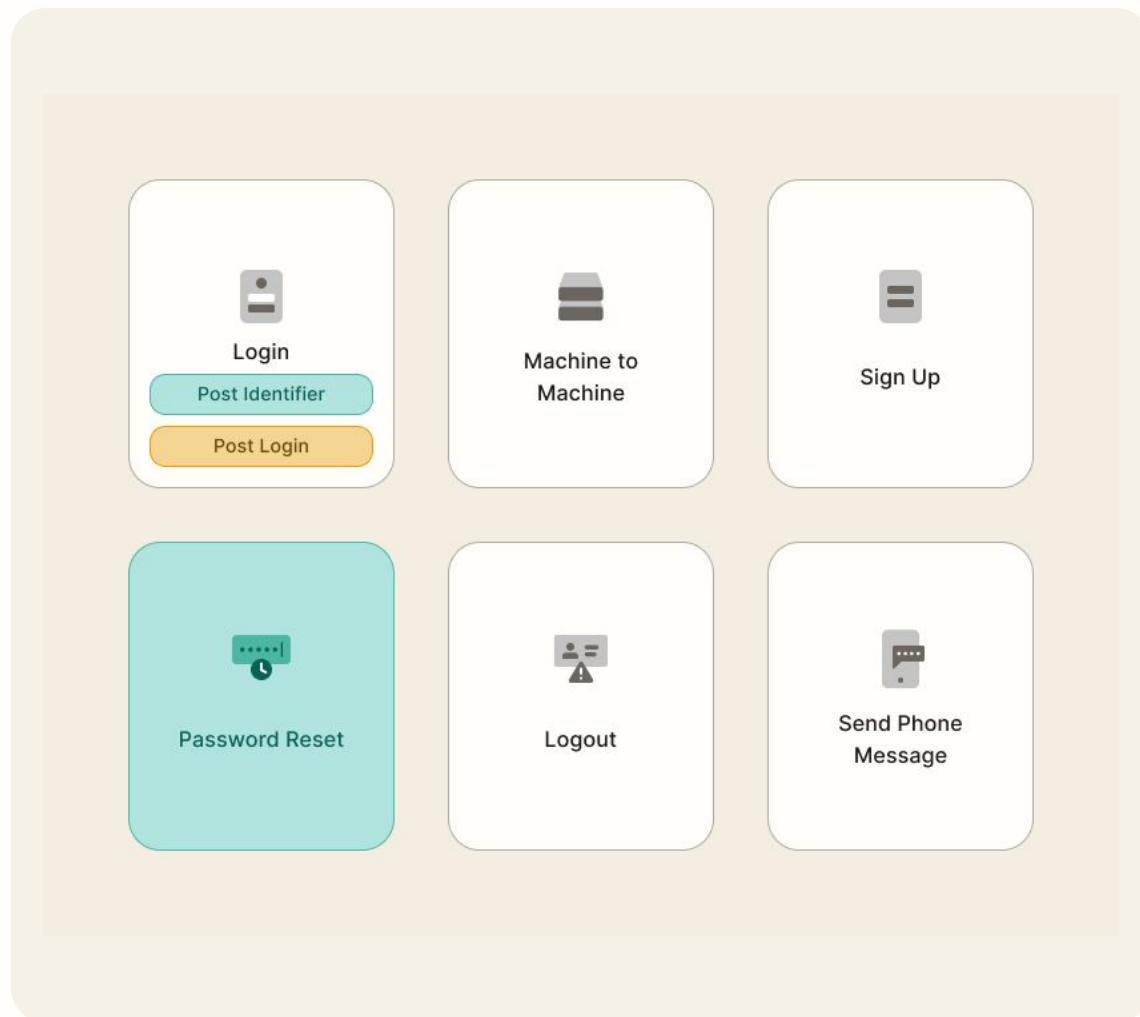 Login
Post Identifier
Post Login
Machine to
Machine
Sign Up
Password Reset
Logout
Send Phone
Message